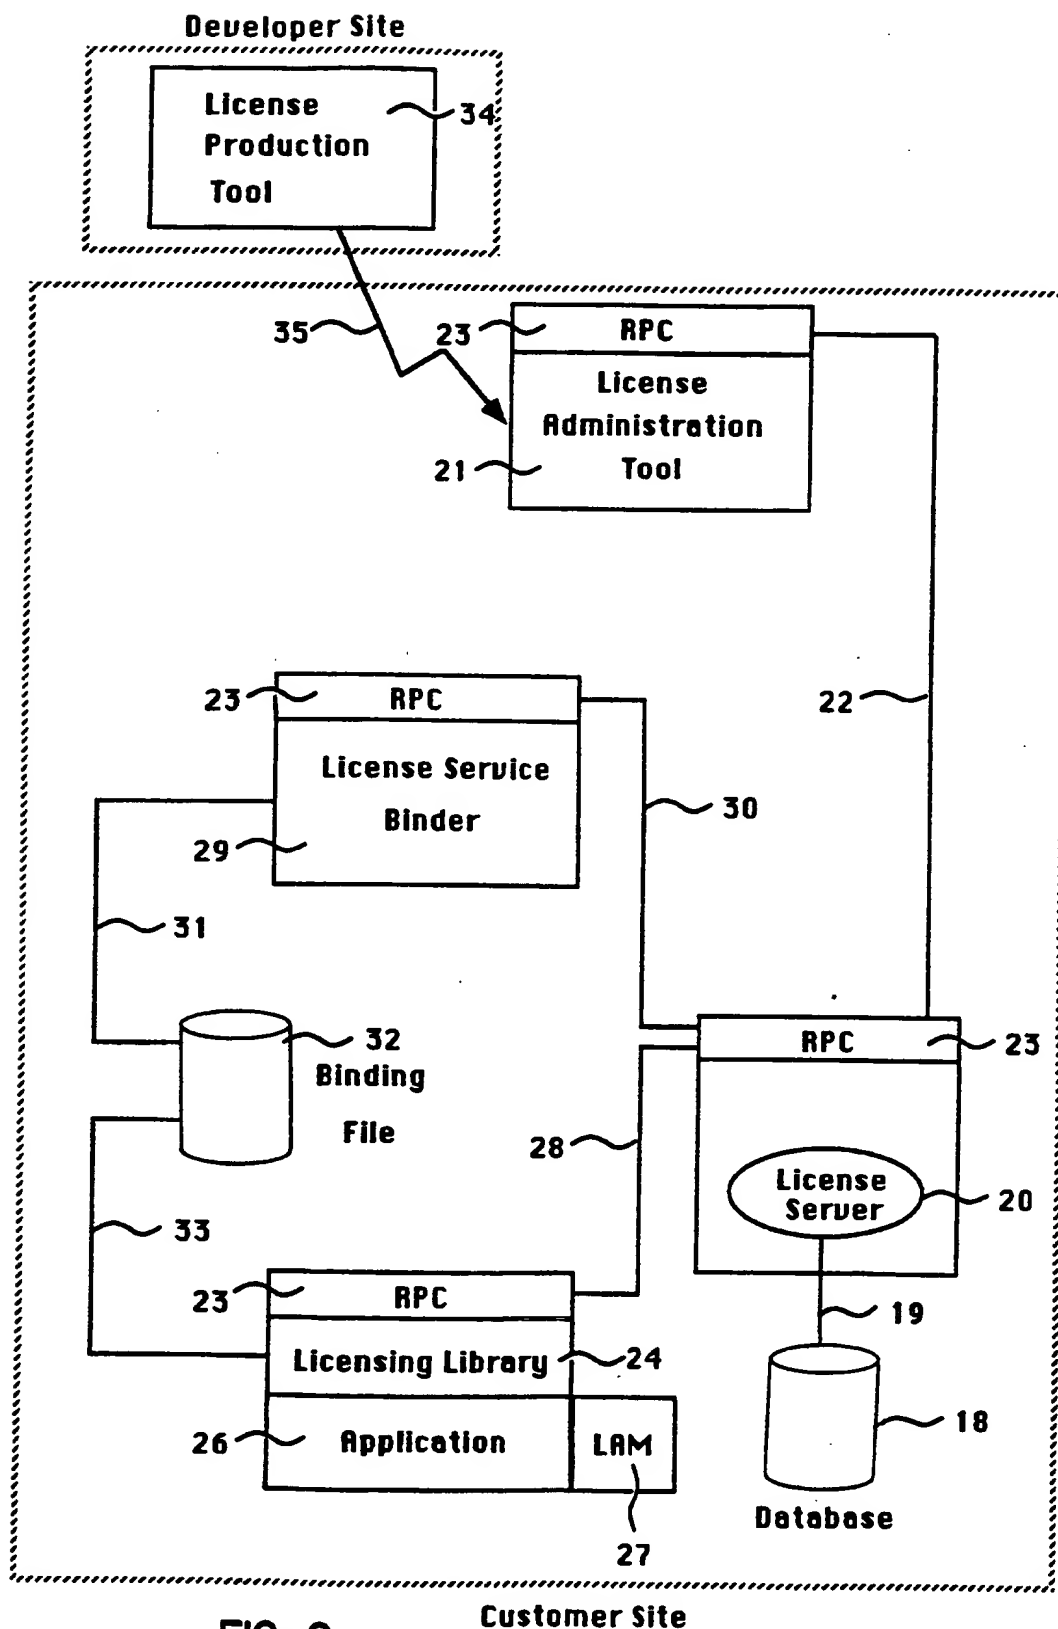 Developer Site
License
34
Production
Tool
35
23
RPC
License
Administration
21
Tool
23
RPC
22
License Service
30
Binder
29
31
32
RPC
23
Binding
File
28
License
20
Server
33
23
RPC
19
Licensing Library
24
18
26
Application
LAM
Database
27
Customer Site